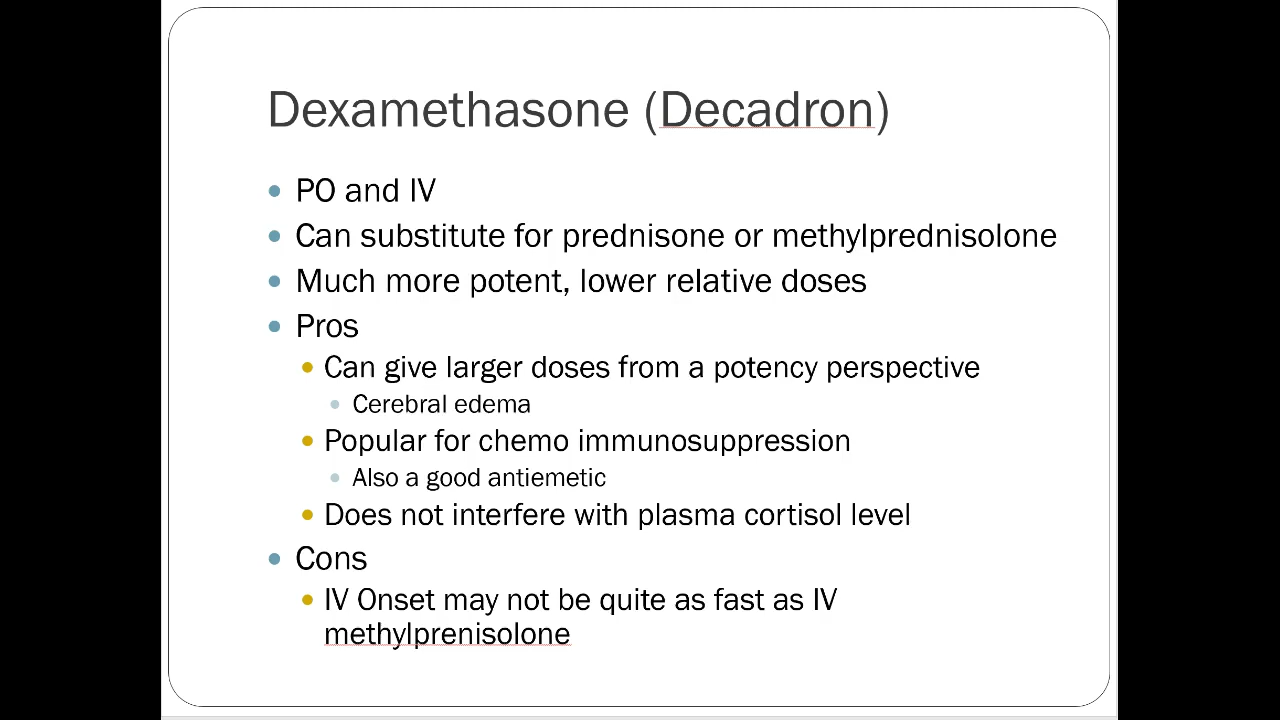 Dexamethasone (Decadron)
PO and IV
Can substitute for prednisone or methylprednisolone
Much more potent, lower relative doses
Pros
Can give larger doses from a potency perspective
Cerebral edema
Popular for chemo immunosuppression
Also a good antiemetic
Does not interfere with plasma cortisol level
Cons
IV Onset may not be quite as fast as IV
methylprenisolone